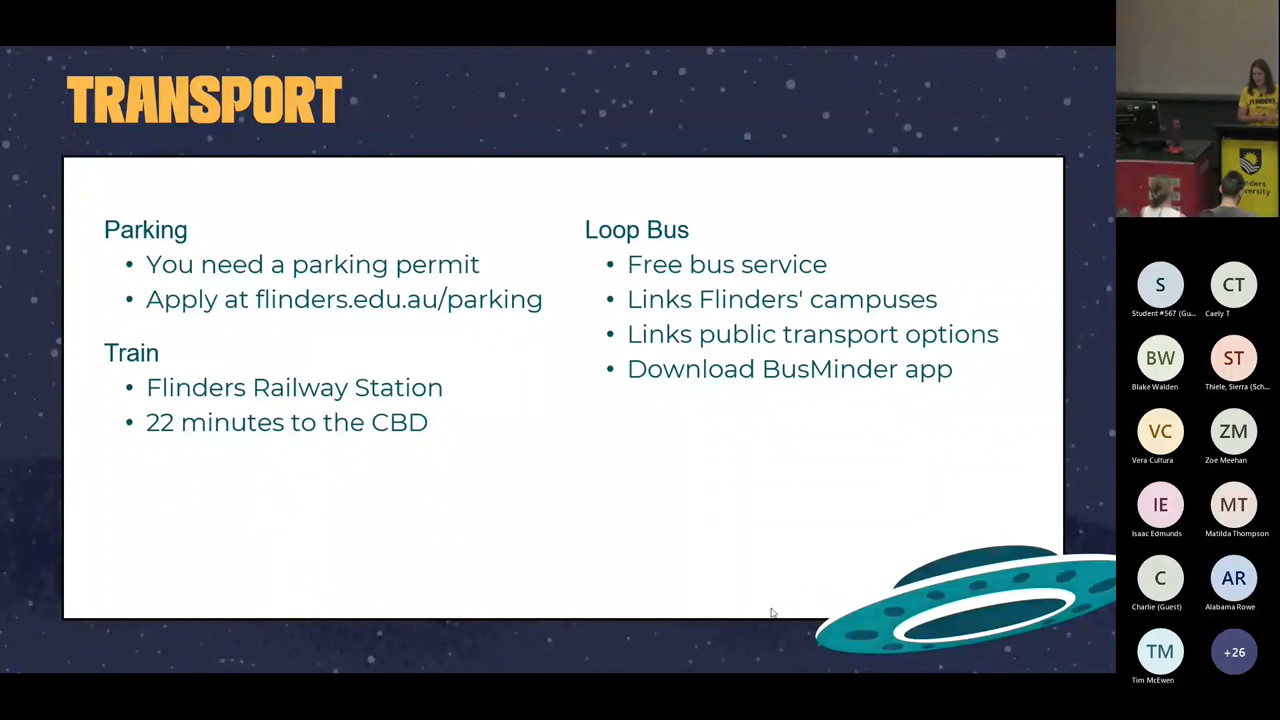 TRANSPORT
Parking
• You need a parking permit
• Apply at flinders.edu.au/parking
Train
• Flinders Railway Station
• 22 minutes to the CBD
Loop Bus
• Free bus service
• Links Flinders' campuses
• Links public transport options
• Download BusMinder app
FLINDERS
S
Student #567 (Gu...
CT
Caely T
BW
Blake Walden
ST
Thiele, Sierra (Sch...
VC
Vera Cultura
ZM
Zoe Meehan
IE
Isaac Edmunds
MT
Matilda Thompson
C
Charlie (Guest)
AR
Alabama Rowe
TM
Tim McEwen
+26